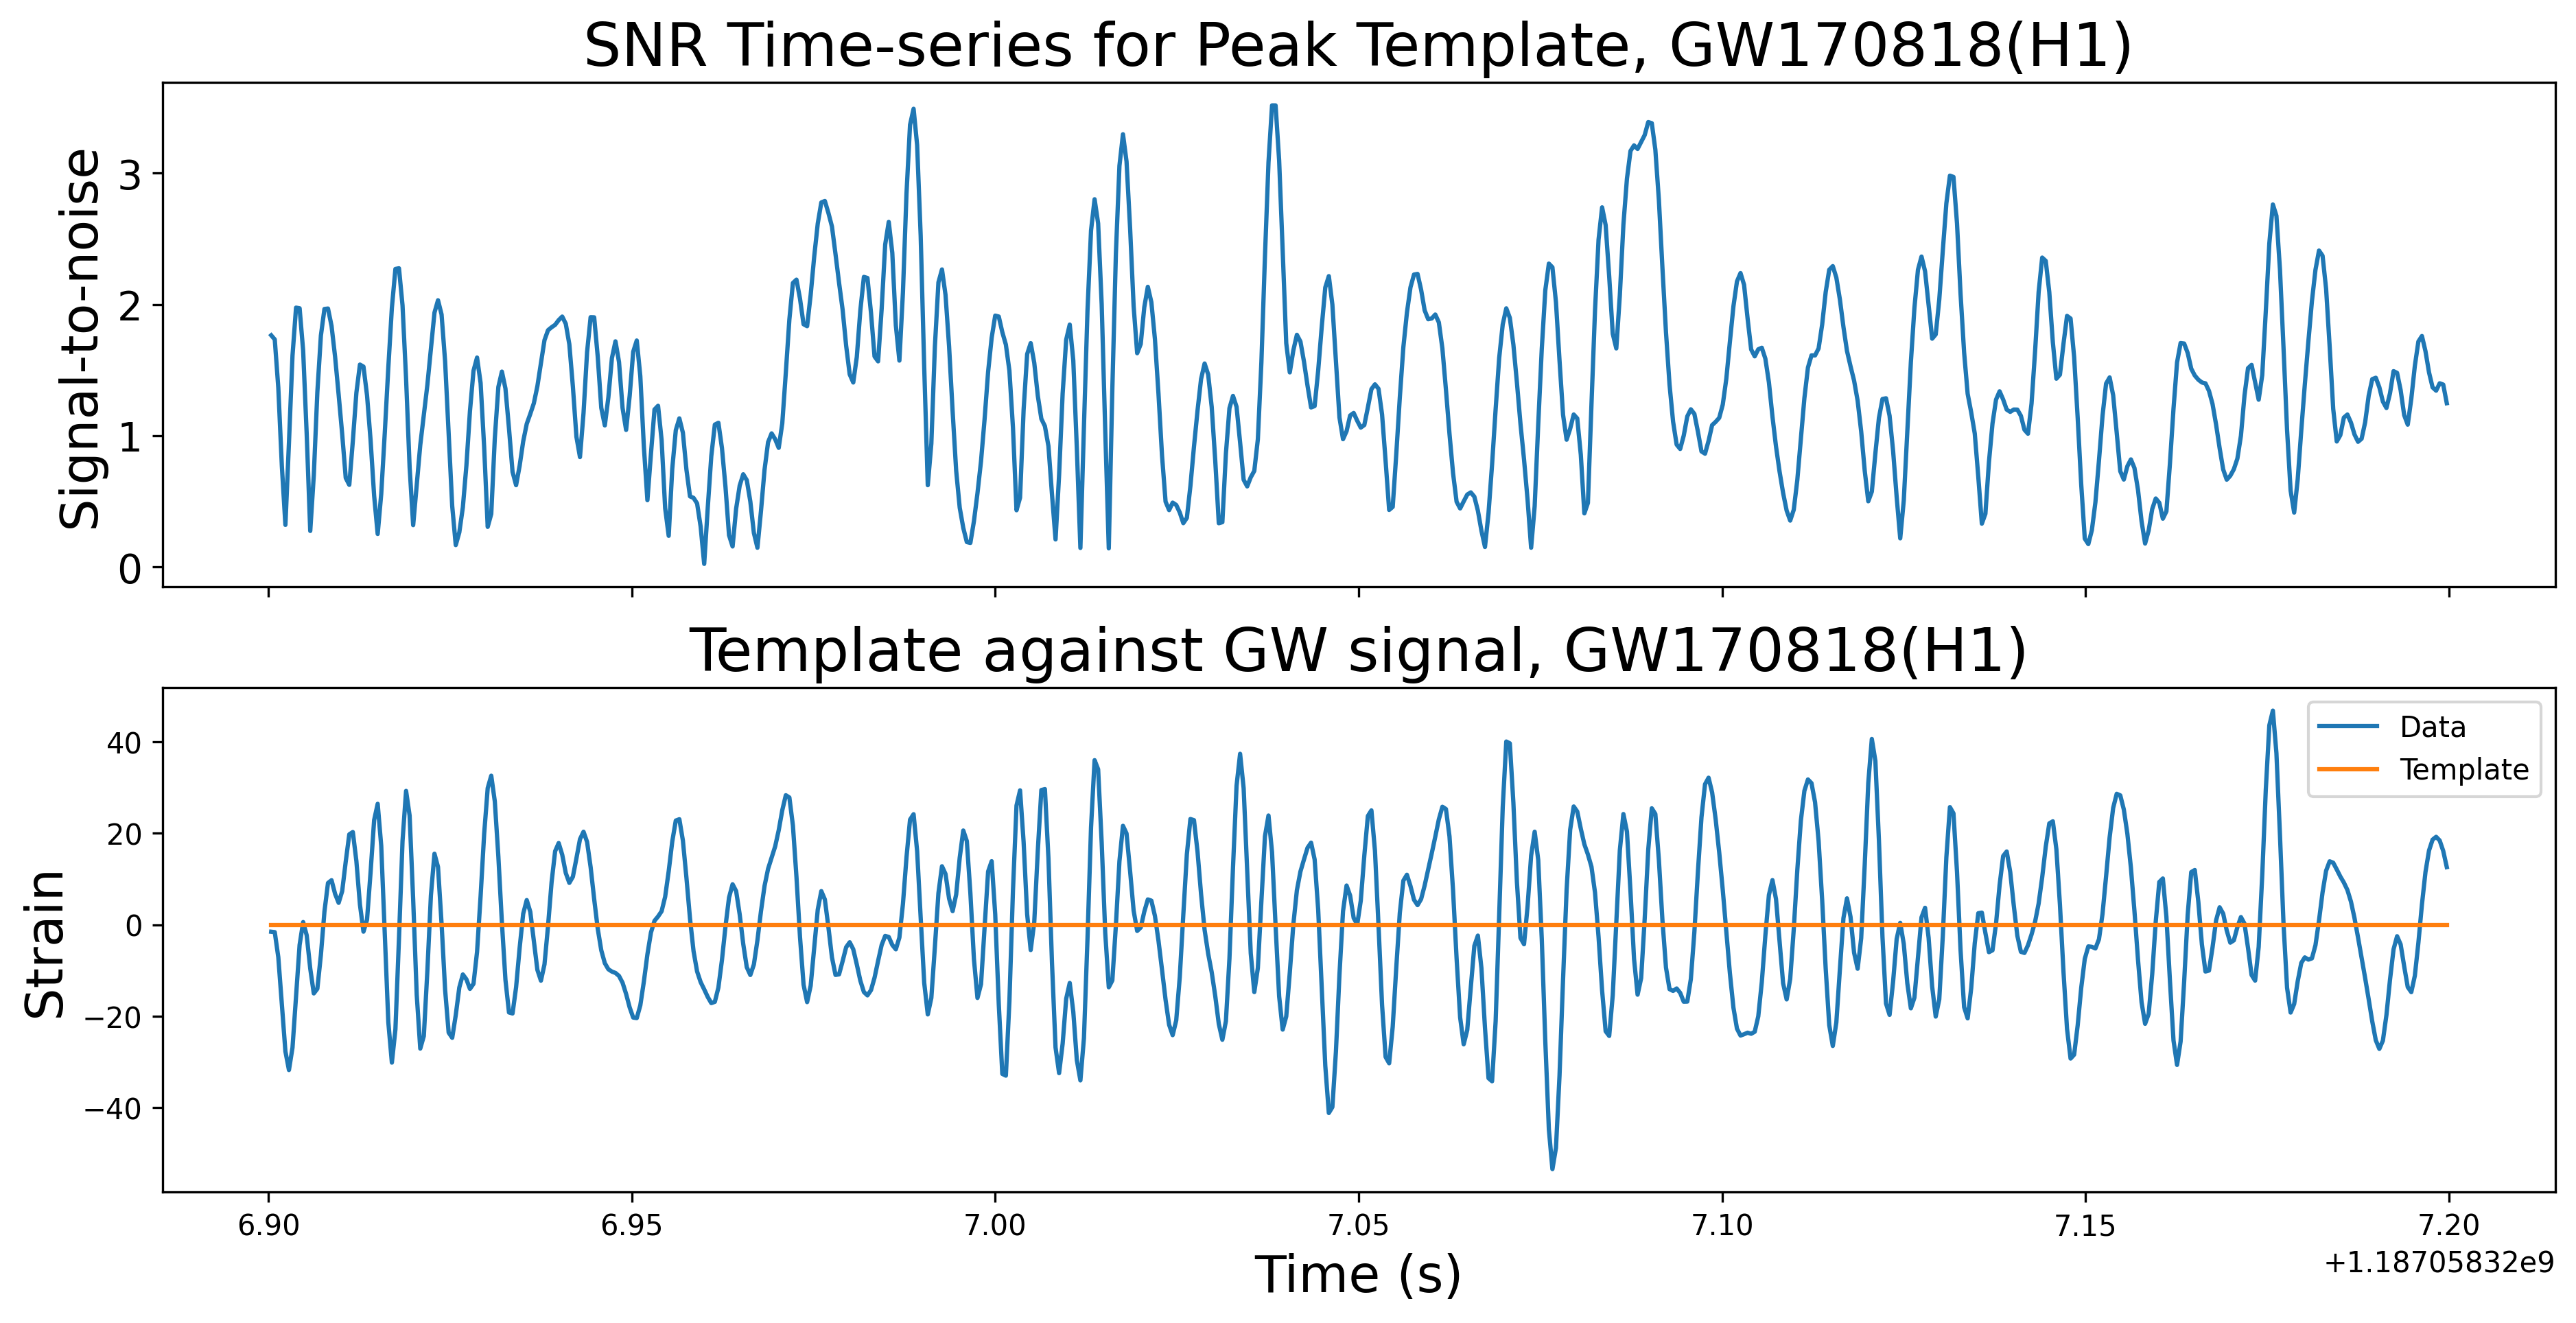 SNR Time-series for Peak Template, GW170818(H1)
Signal-to-noise
3
2
1
0
Template against GW signal, GW170818(H1)
Strain
40
20
0
−20
−40
Data
Template
6.90 6.95 7.00 7.05 7.10 7.15 7.20
+1.18705832e9
Time (s)